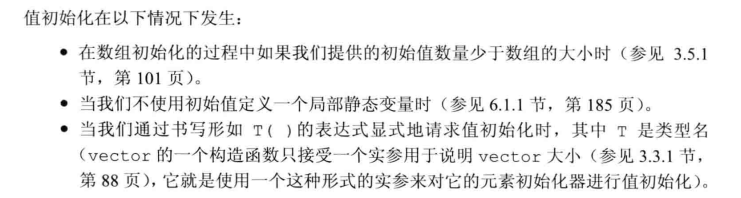 值初始化在以下情况下发生：
● 在数组初始化的过程中如果我们提供的初始值数量少于数组的大小时（参见 3.5.1
节，第 101 页）。
● 当我们不使用初始值定义一个局部静态变量时（参见 6.1.1 节，第 185 页）。
● 当我们通过书写形如 T( )的表达式显式地请求值初始化时，其中 T 是类型名
（vector 的一个构造函数只接受一个实参用于说明 vector 大小（参见 3.3.1 节，
第 88 页），它就是使用一个这种形式的实参来对它的元素初始化器进行值初始化）。